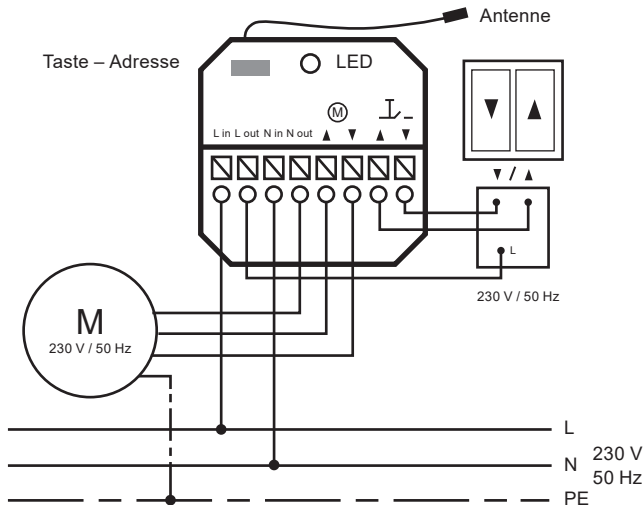 Antenne
Taste – Adresse
LED
M
L in L out N in N out
▲ ▼ ▲ ▼
▼ ▲
▼ / ▲
L
230 V / 50 Hz
M
230 V / 50 Hz
L
N
230 V
50 Hz
PE